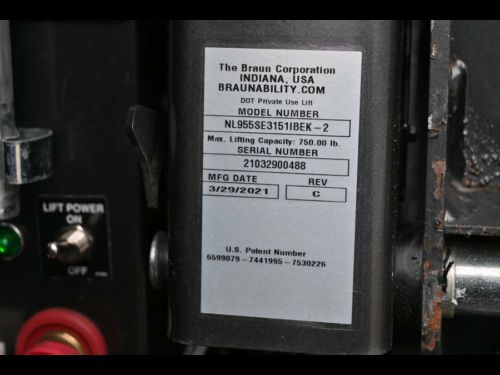 The Braun Corporation
INDIANA, USA
BRAUNABILITY.COM
DOT Private Use Lift
MODEL NUMBER
NL955SE3151IBEK-2
Max. Lifting Capacity: 750.00 lb.
SERIAL NUMBER
21032900488
MFG DATE REV
3/29/2021 C
U.S. Patent Number
6599079-7441995-7530226
LIFT POWER
ON
OFF